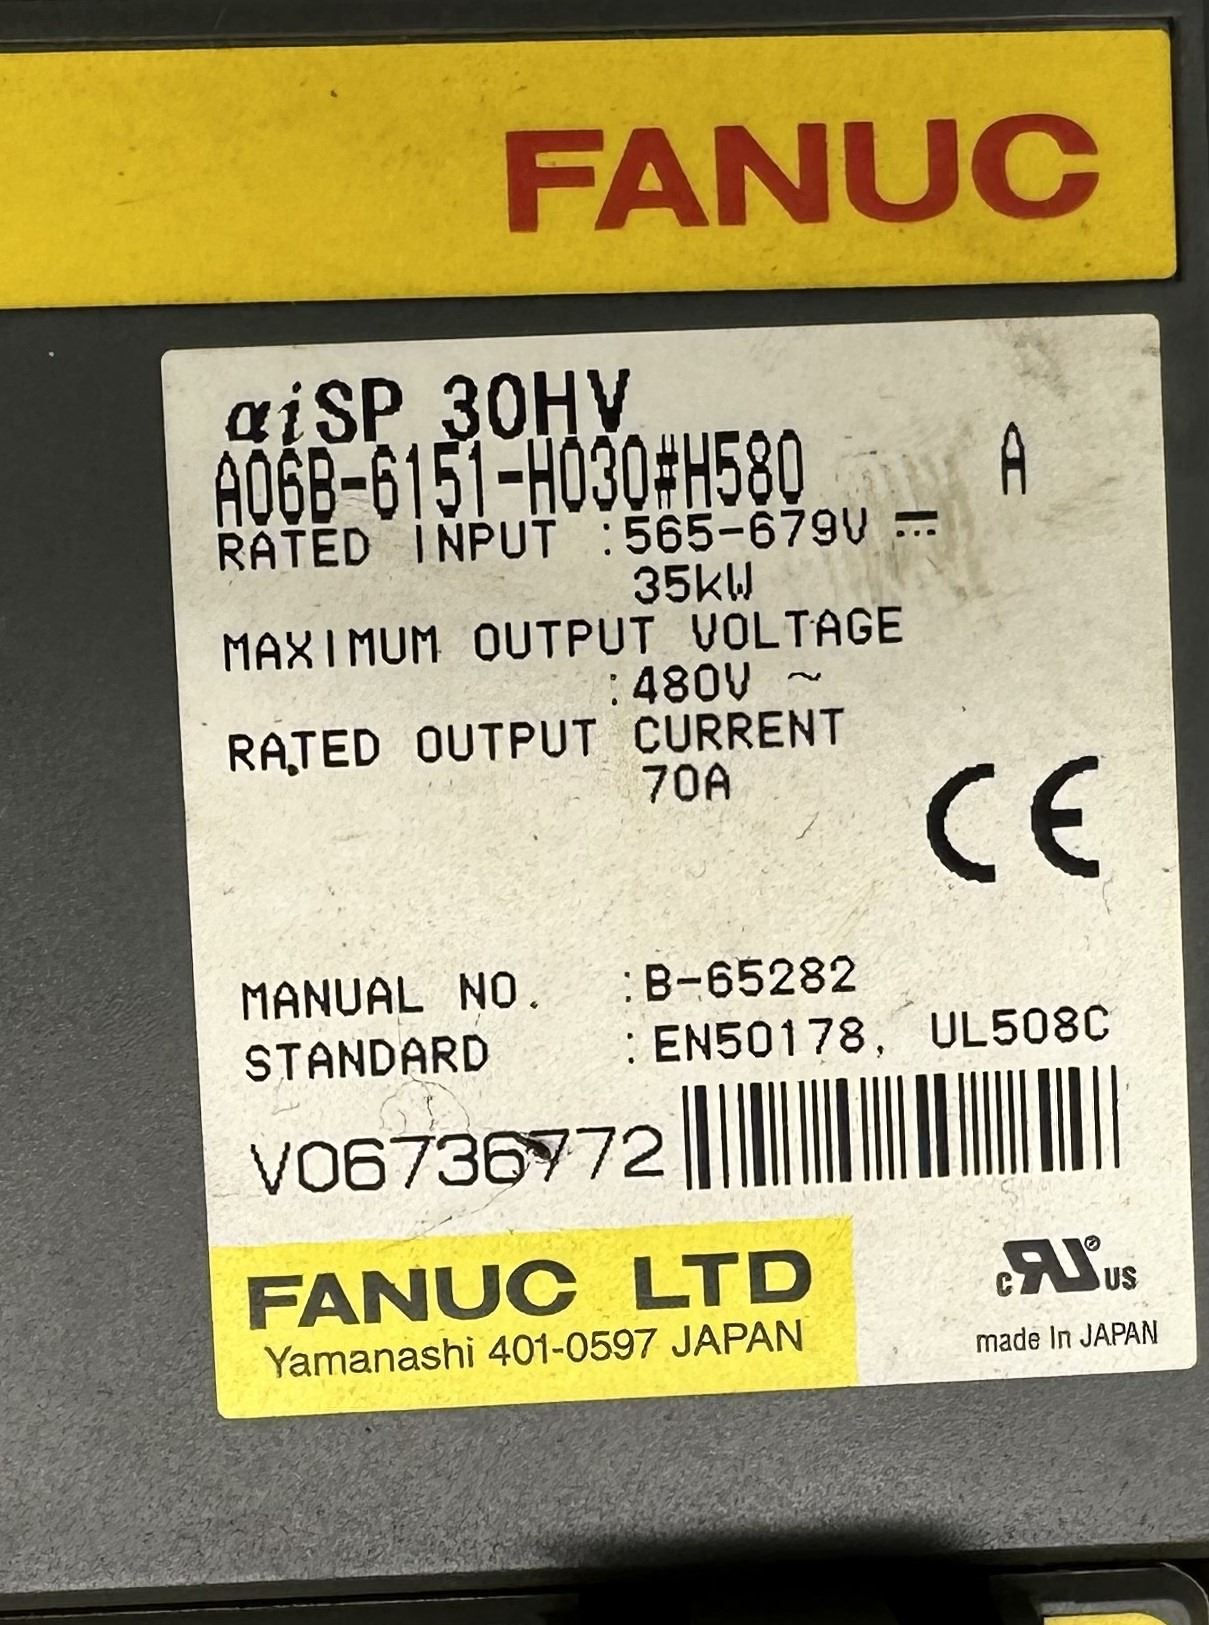 FANUC
αiSP 30HV
A06B-6151-H030#H580 A
RATED INPUT :565-679V ⎓
35kW
MAXIMUM OUTPUT VOLTAGE
:480V ~
RATED OUTPUT CURRENT
70A
CE
MANUAL NO. :B-65282
STANDARD :EN50178, UL508C
V06736772
FANUC LTD
Yamanashi 401-0597 JAPAN
c RU ® US
made In JAPAN